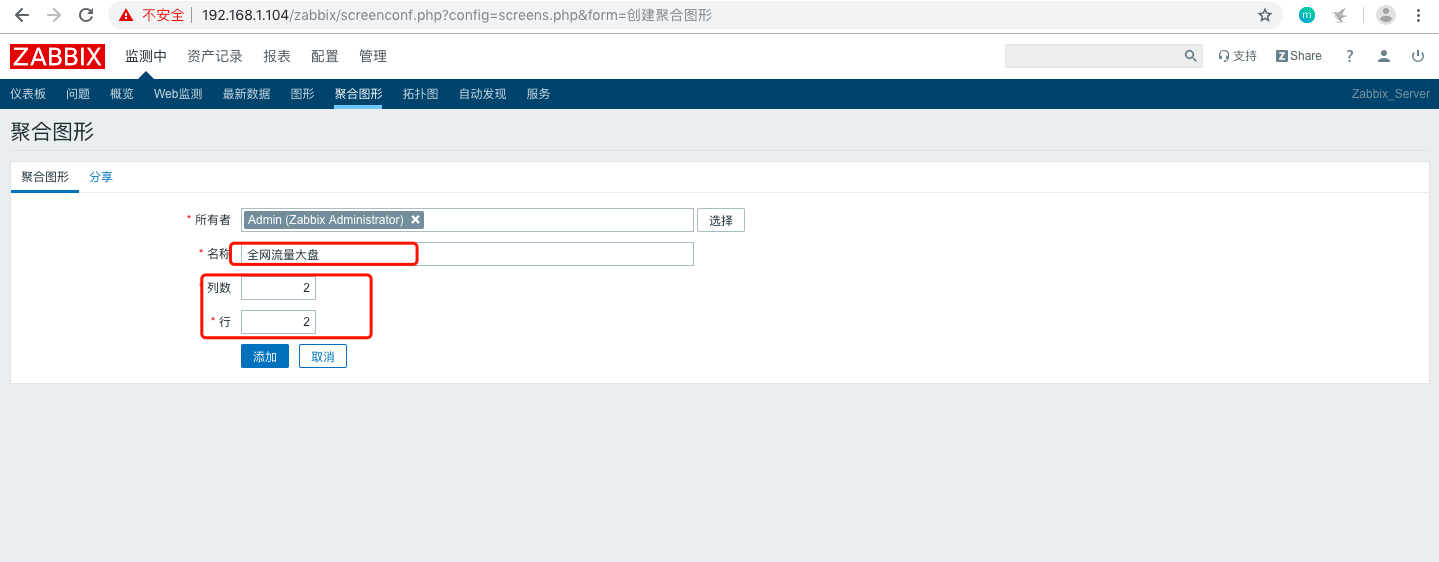 不安全 192.168.1.104/zabbix/screenconf.php?config=screens.php&form=创建聚合图形 m
ZABBIX 监测中 资产记录 报表 配置 管理 支持 Z Share ?
仪表板 问题 概览 Web监测 最新数据 图形 聚合图形 拓扑图 自动发现 服务 Zabbix_Server
聚合图形
聚合图形 分享
* 所有者 Admin (Zabbix Administrator) 选择
* 名称 全网流量大盘
* 列数 2
* 行 2
添加 取消